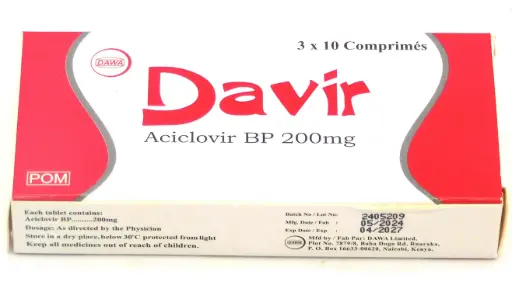 3 x 10 Comprimés
DAWA
Davir
Aciclovir BP 200mg
POM
Each tablet contains:
Aciclovir BP..........200mg
Dosage: As directed by the Physician
Store in a dry place, below 30°C protected from light
Keep all medicines out of reach of children.
Batch No / Lot No: 2405209
Mfg. Date / Fab : 05/2024
Exp. Date / Exp : 04/2027
DAWA
Mfd by / Fab Par: DAWA Limited.
Plot No. 7879/8, Baba Dogo Rd, Ruaraka,
P. O Box 16633-00620, Nairobi, Kenya.